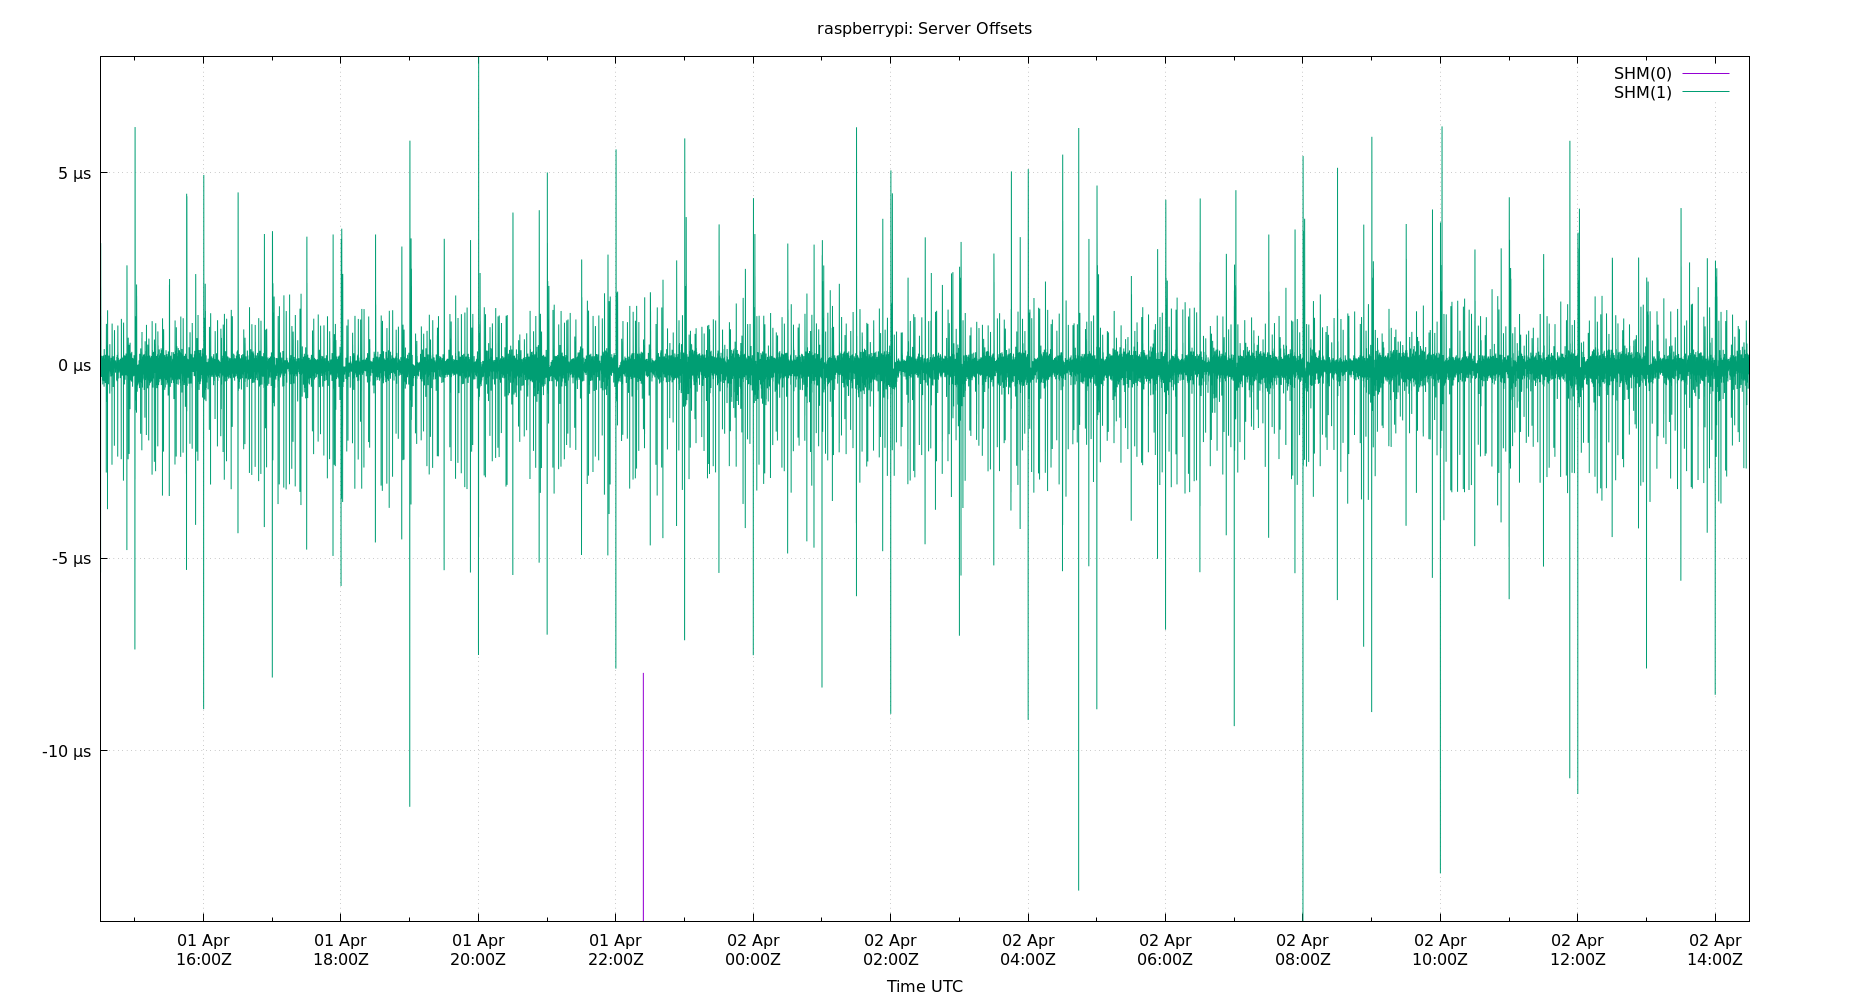 raspberrypi: Server Offsets
SHM(0)
SHM(1)
5 µs
0 µs
-5 µs
-10 µs
01 Apr 01 Apr 01 Apr 01 Apr 02 Apr 02 Apr 02 Apr 02 Apr 02 Apr 02 Apr 02 Apr 02 Apr
16:00Z 18:00Z 20:00Z 22:00Z 00:00Z 02:00Z 04:00Z 06:00Z 08:00Z 10:00Z 12:00Z 14:00Z
Time UTC